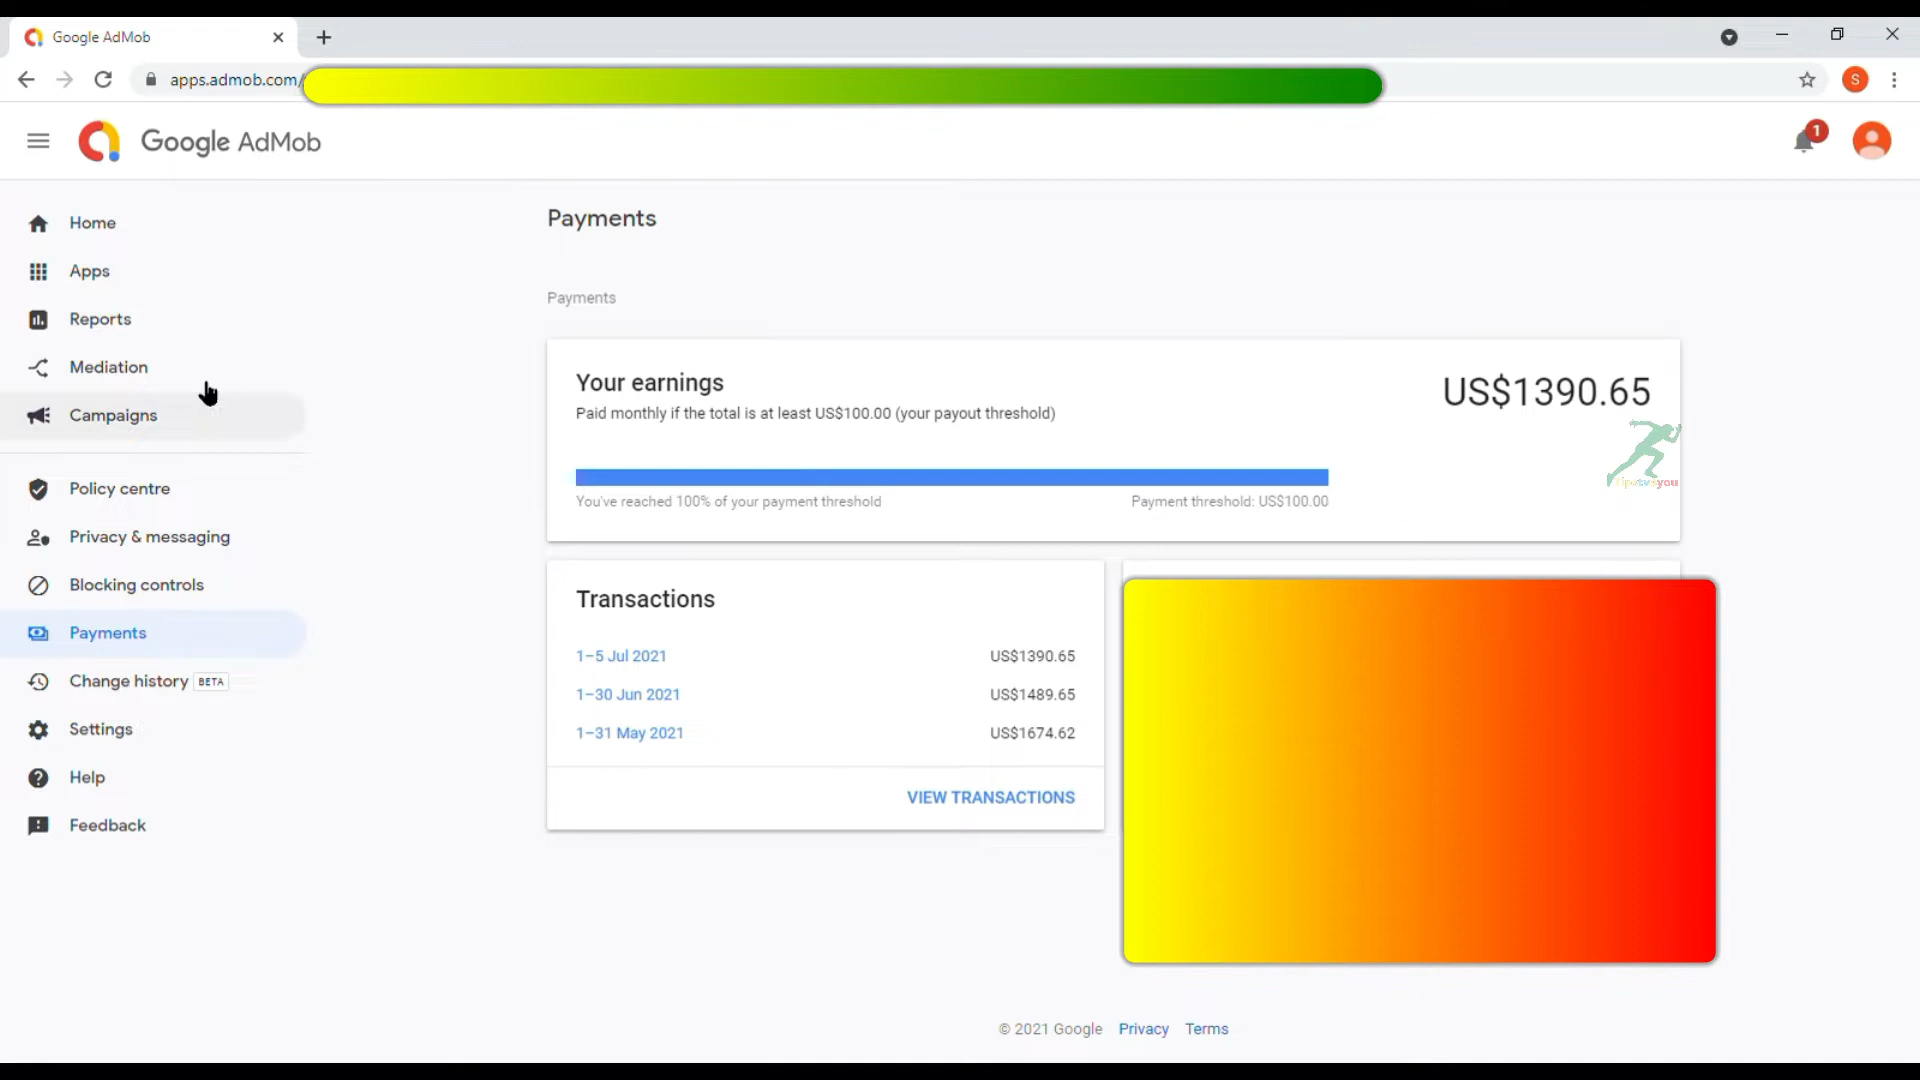 Google AdMob
apps.admob.com/
S
Google AdMob
1
Home
Apps
Reports
Mediation
Campaigns
Policy centre
Privacy & messaging
Blocking controls
Payments
Change history BETA
Settings
Help
Feedback
Payments
Payments
Your earnings
US$1390.65
Paid monthly if the total is at least US$100.00 (your payout threshold)
You've reached 100% of your payment threshold
Payment threshold: US$100.00
Transactions
1–5 Jul 2021 US$1390.65
1–30 Jun 2021 US$1489.65
1–31 May 2021 US$1674.62
VIEW TRANSACTIONS
© 2021 Google Privacy Terms